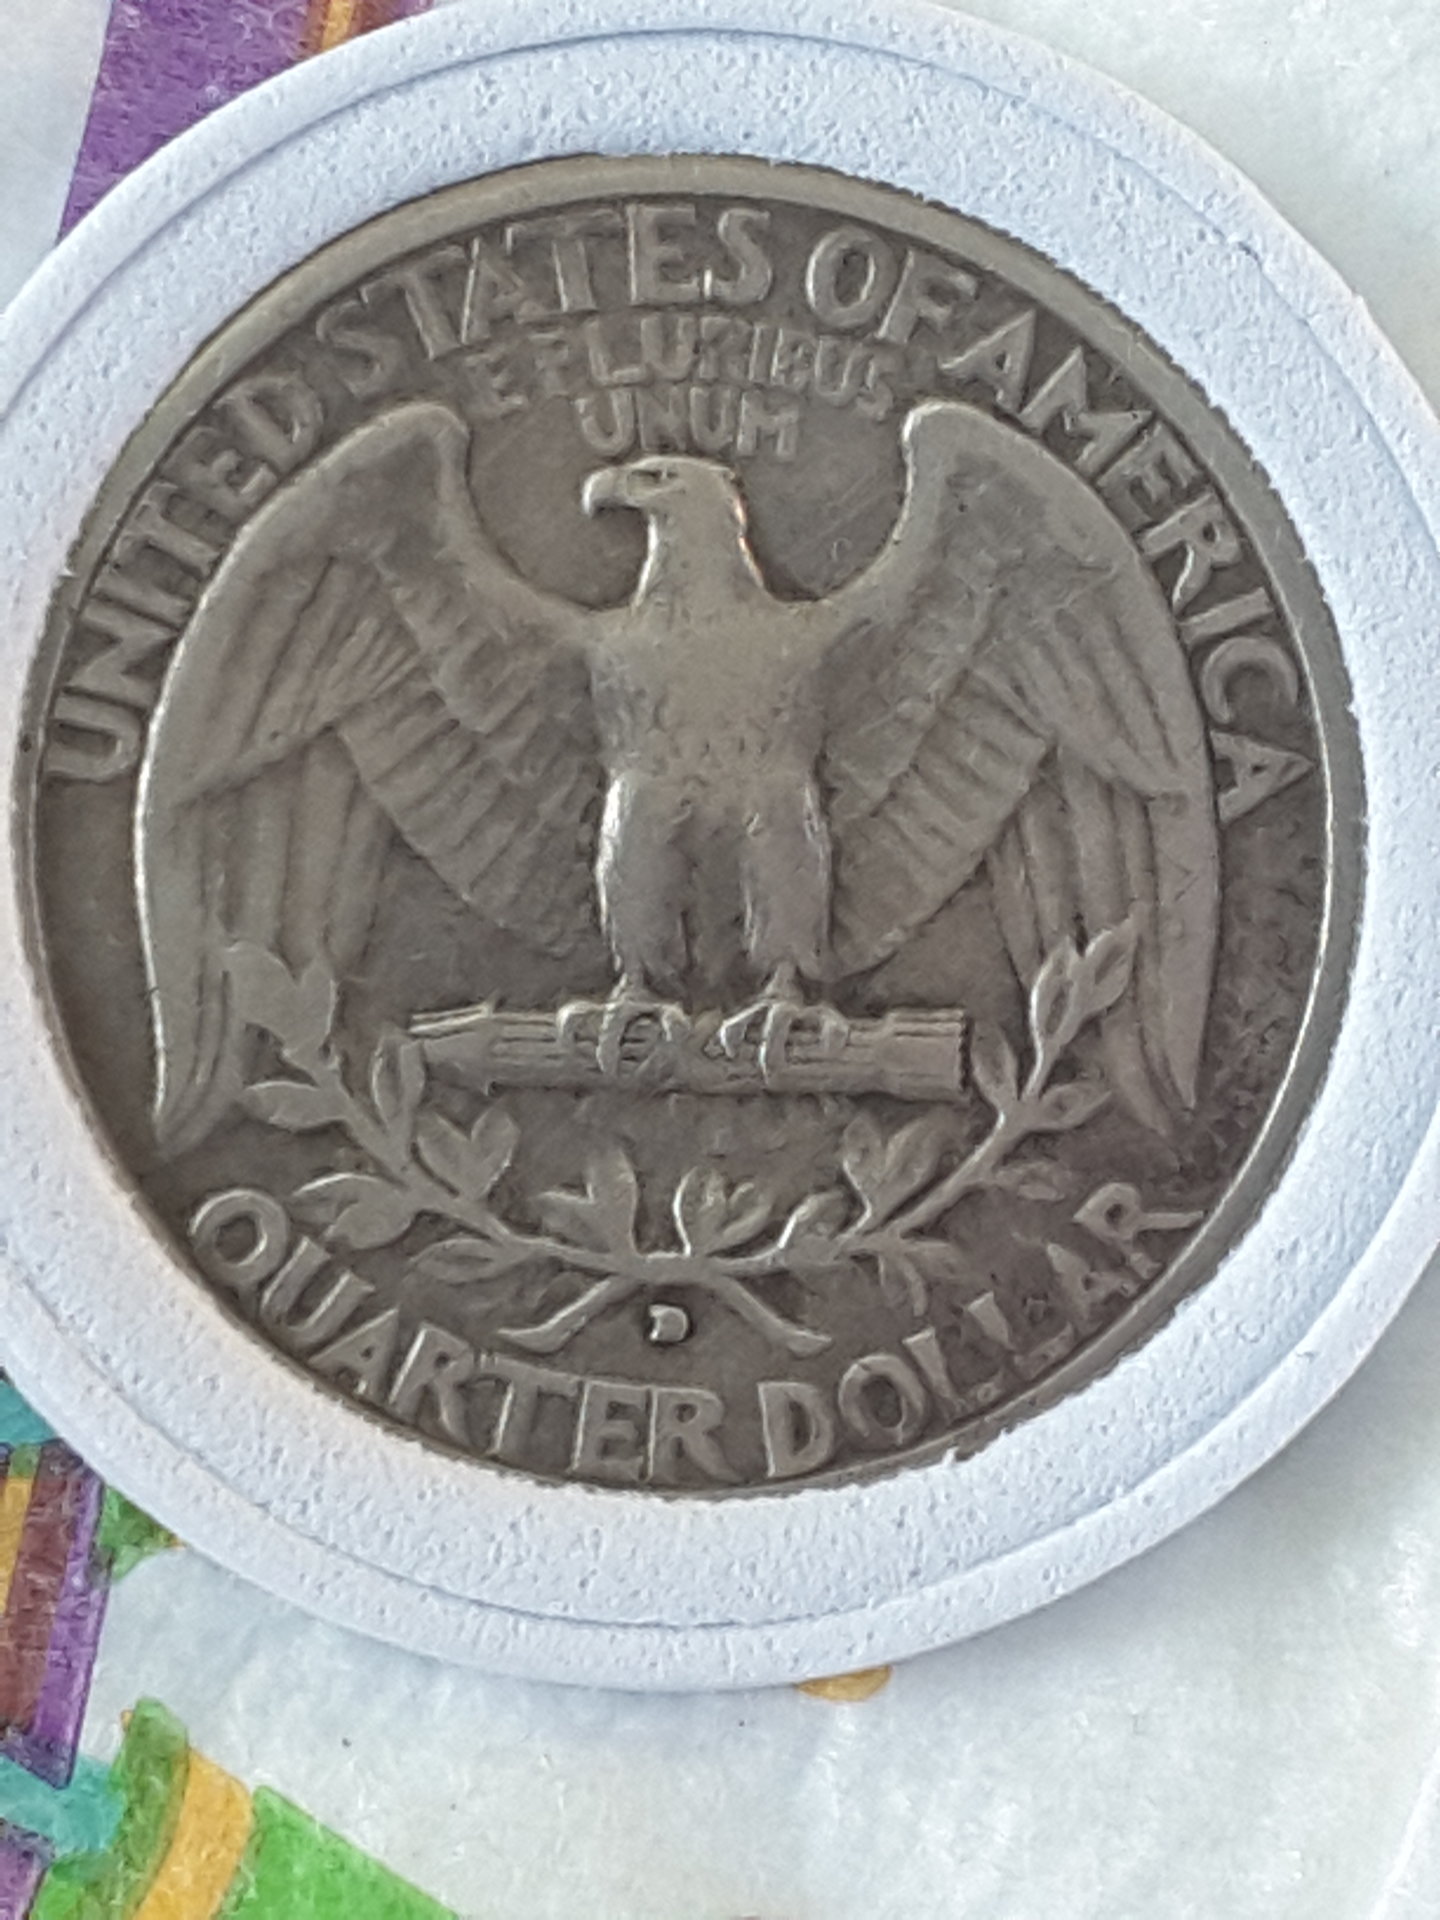 UNITED STATES OF AMERICA
E PLURIBUS
UNUM
D
QUARTER DOLLAR